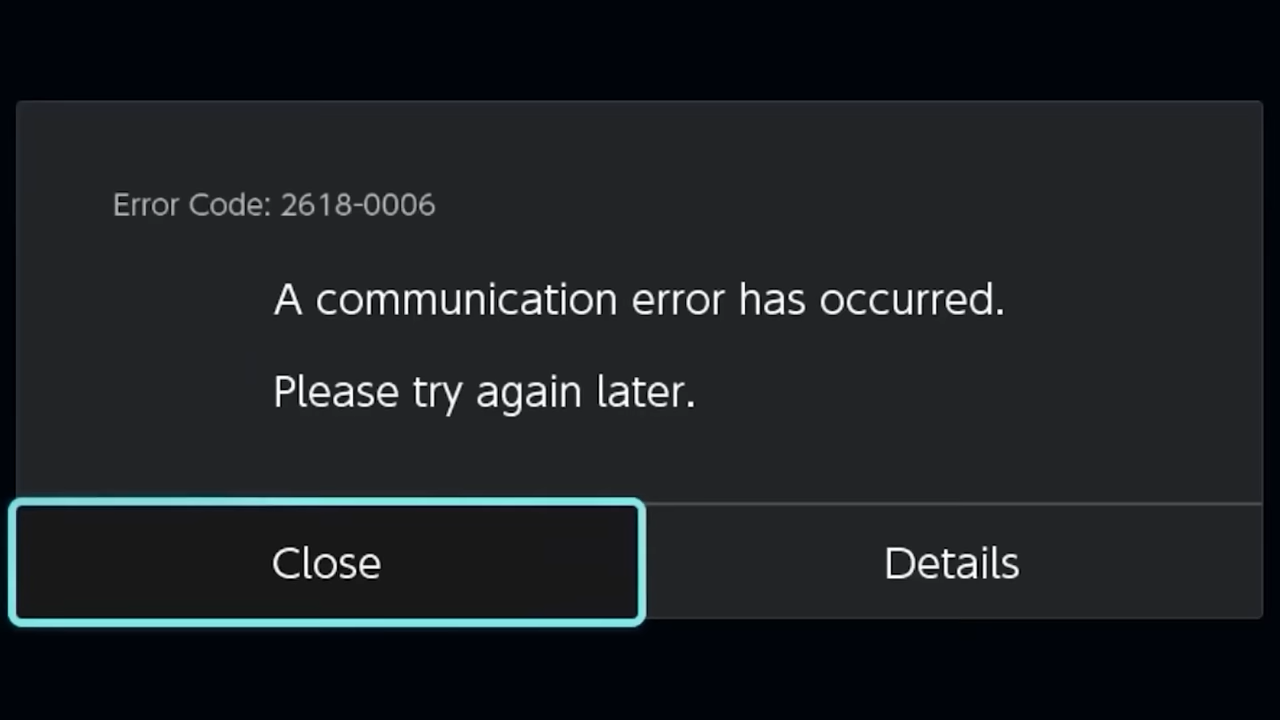 Error Code: 2618-0006
A communication error has occurred.
Please try again later.
Close
Details